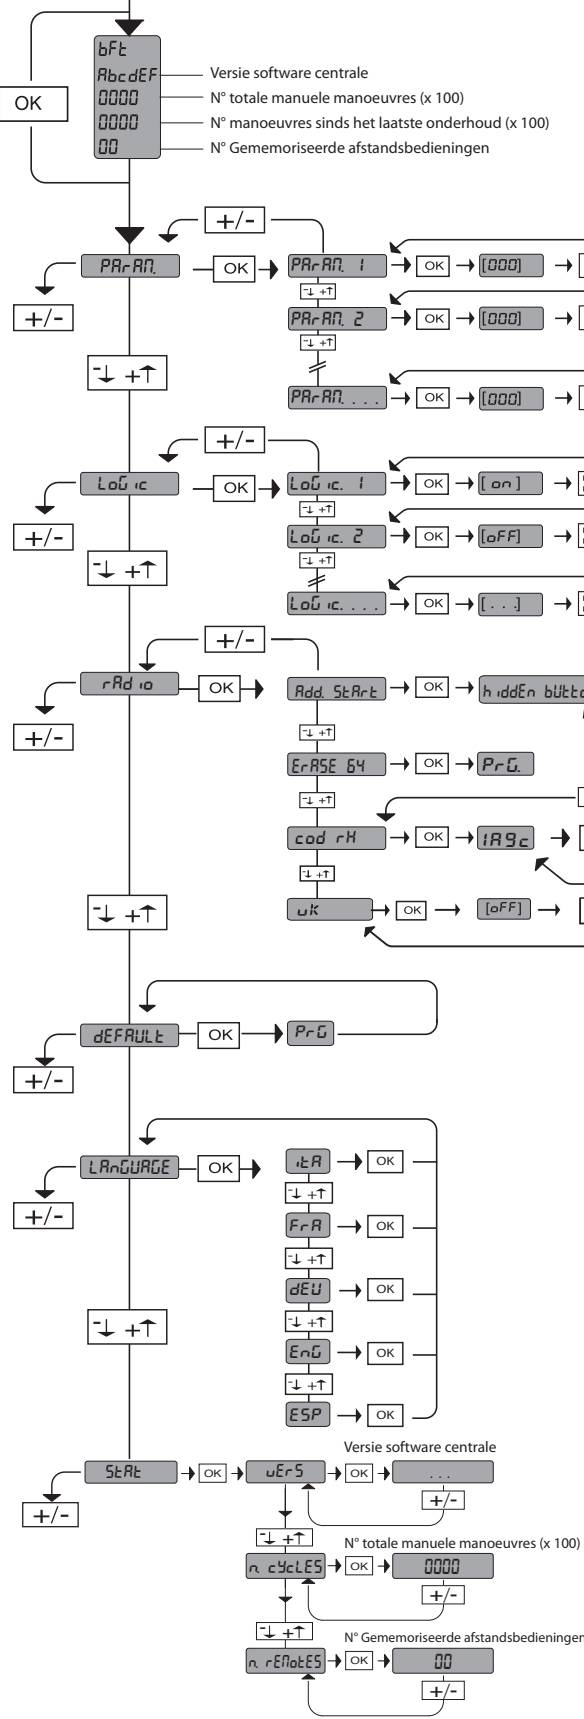 bFt
AbcdEF
Versie software centrale
0000
N° totale manuele manoeuvres (x 100)
OK
0000
N° manoeuvres sinds het laatste onderhoud (x 100)
00
N° Gememoriseerde afstandsbedieningen
+/-
PArAM.
OK
PArAM. 1
OK
[000]
+/-
-↓ +↑
PArAM. 2
OK
[000]
-↓ +↑
-↓ +↑
PArAM. . . .
OK
[000]
+/-
LoGic
OK
LoGic. 1
OK
[ on ]
+/-
-↓ +↑
LoGic. 2
OK
[oFF]
-↓ +↑
-↓ +↑
LoGic. . . .
OK
[. . .]
+/-
rAdio
OK
Add. StArt
OK
hiddEn
+/-
-↓ +↑
ErASE 64
OK
PrG.
-↓ +↑
cod rH
OK
1A9c
-↓ +↑
-↓ +↑
uK
OK
[oFF]
dEFAULt
OK
PrG
+/-
LAnGUAGE
OK
itA
OK
+/-
-↓ +↑
FrA
OK
-↓ +↑
dEU
OK
-↓ +↑
-↓ +↑
EnG
OK
-↓ +↑
ESP
OK
Versie software centrale
StAt
OK
vErS
OK
. . .
+/-
+/-
-↓ +↑
N° totale manuele manoeuvres (x 100)
n. cYcLES
OK
0000
+/-
-↓ +↑
N° Gememoriseerde afstandsbedieningen
n. rEMotES
OK
00
+/-